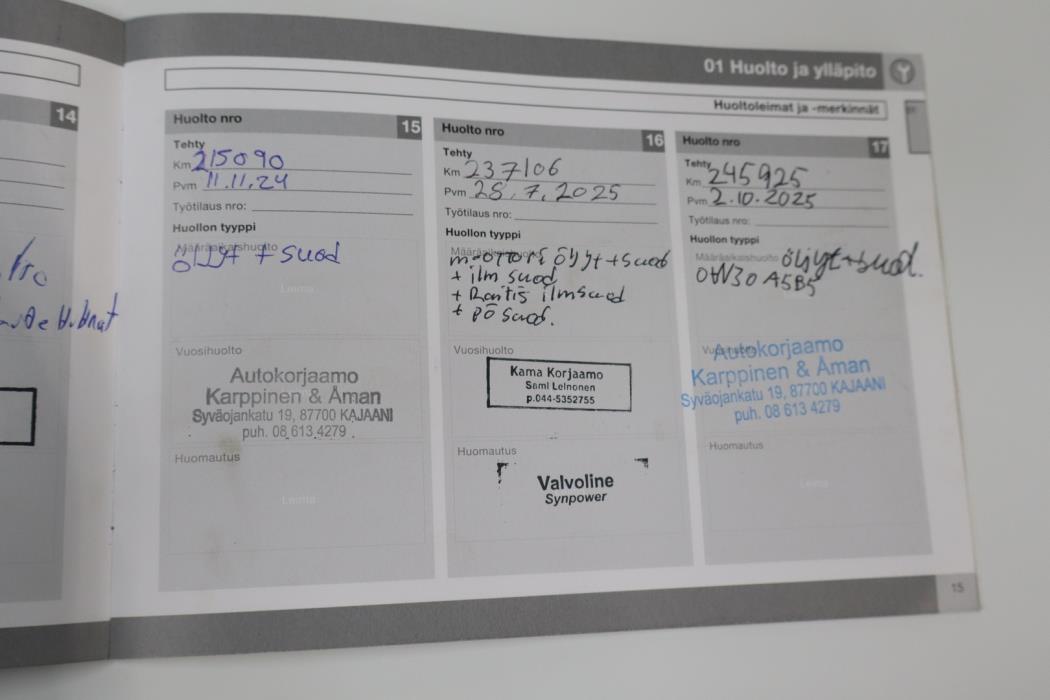 01 Huolto ja ylläpito
Huoltoleimat ja -merkinnät
14
Huolto nro 15
Tehty
Km 215090
Pvm 11.11.24
Työtilaus nro:
Huollon tyyppi
Määräaikaishuolto
öljyt + suod
Leima
Vuosihuolto
Autokorjaamo
Karppinen & Åman
Syväojankatu 19, 87700 KAJAANI
puh. 08 613 4279
Huomautus
Leima
Huolto nro 16
Tehty
Km 237106
Pvm 28.7.2025
Työtilaus nro:
Huollon tyyppi
Määräaikaishuolto
moottori öljyt + suod
+ ilm suod
+ Raitis ilmsuod
+ pö suod.
Vuosihuolto
Kama Korjaamo
Sami Leinonen
p.044-5352755
Huomautus
Valvoline
Synpower
Huolto nro 17
Tehty
Km 245925
Pvm 2.10.2025
Työtilaus nro:
Huollon tyyppi
Määräaikaishuolto öljyt+suod.
0W30 A5B5
Vuosihuolto
Autokorjaamo
Karppinen & Åman
Syväojankatu 19, 87700 KAJAANI
puh. 08 613 4279
Huomautus
Leima
15